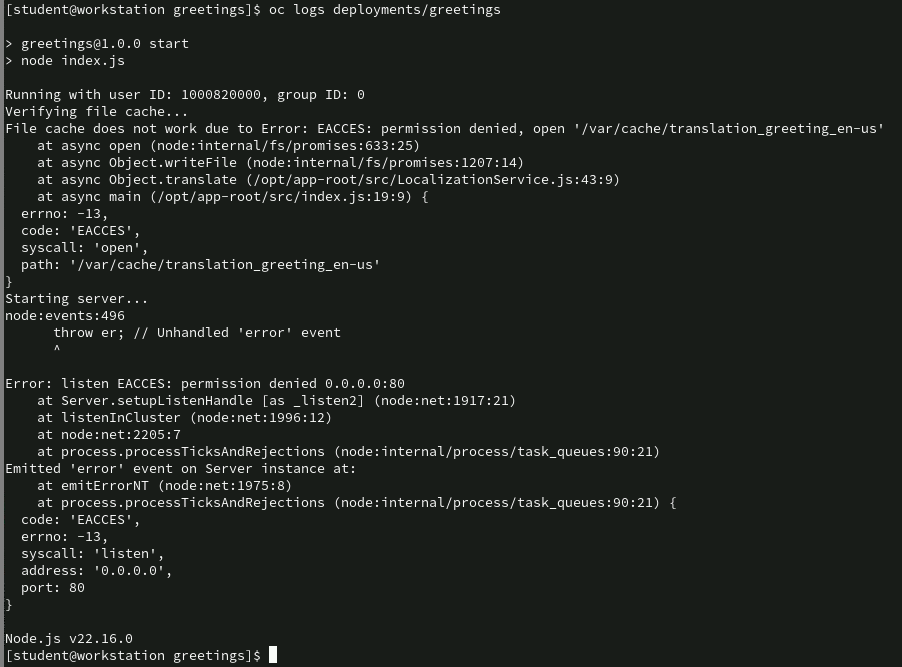 [student@workstation greetings]$ oc logs deployments/greetings

> greetings@1.0.0 start
> node index.js

Running with user ID: 1000820000, group ID: 0
Verifying file cache...
File cache does not work due to Error: EACCES: permission denied, open '/var/cache/translation_greeting_en-us'
    at async open (node:internal/fs/promises:633:25)
    at async Object.writeFile (node:internal/fs/promises:1207:14)
    at async Object.translate (/opt/app-root/src/LocalizationService.js:43:9)
    at async main (/opt/app-root/src/index.js:19:9) {
  errno: -13,
  code: 'EACCES',
  syscall: 'open',
  path: '/var/cache/translation_greeting_en-us'
}
Starting server...
node:events:496
      throw er; // Unhandled 'error' event
      ^

Error: listen EACCES: permission denied 0.0.0.0:80
    at Server.setupListenHandle [as _listen2] (node:net:1917:21)
    at listenInCluster (node:net:1996:12)
    at node:net:2205:7
    at process.processTicksAndRejections (node:internal/process/task_queues:90:21)
Emitted 'error' event on Server instance at:
    at emitErrorNT (node:net:1975:8)
    at process.processTicksAndRejections (node:internal/process/task_queues:90:21) {
  code: 'EACCES',
  errno: -13,
  syscall: 'listen',
  address: '0.0.0.0',
  port: 80
}

Node.js v22.16.0
[student@workstation greetings]$